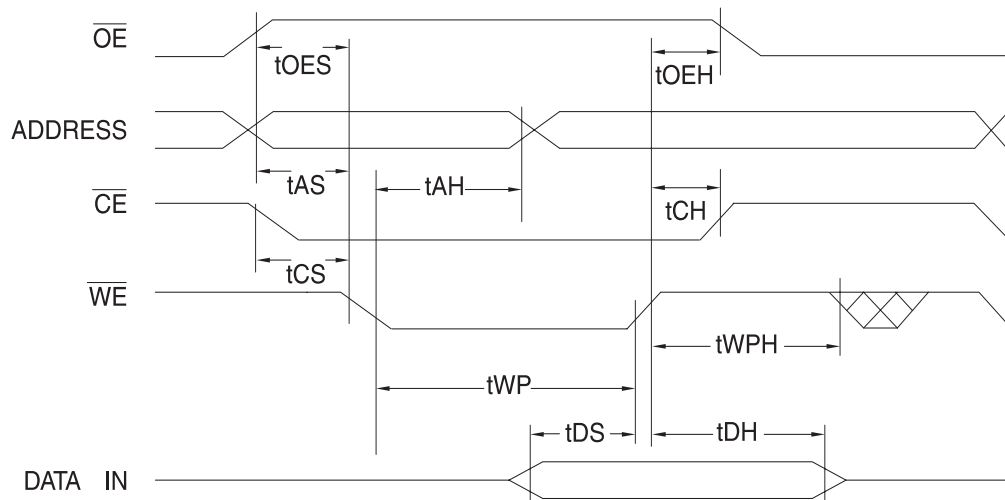 OE
tOES
tOEH
ADDRESS
tAS
tAH
CE
tCH
tCS
WE
tWPH
tWP
tDS
tDH
DATA IN